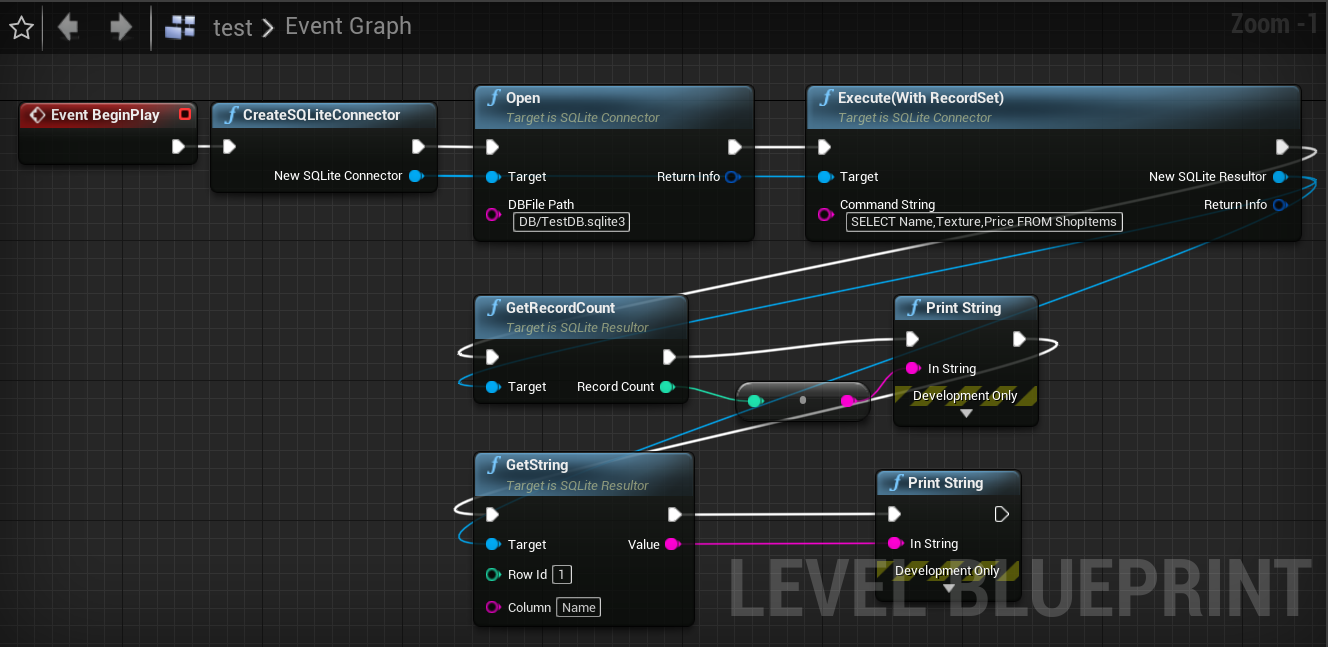 test > Event Graph
Zoom -1
Event BeginPlay
CreateSQLiteConnector
New SQLite Connector
Open
Target is SQLite Connector
Target
Return Info
DBFile Path
DB/TestDB.sqlite3
Execute(With RecordSet)
Target is SQLite Connector
Target
New SQLite Resultor
Command String
Return Info
SELECT Name,Texture,Price FROM ShopItems
GetRecordCount
Target is SQLite Resultor
Target
Record Count
Print String
In String
Development Only
GetString
Target is SQLite Resultor
Target
Value
Row Id 1
Column Name
Print String
In String
Development Only
LEVEL BLUEPRINT